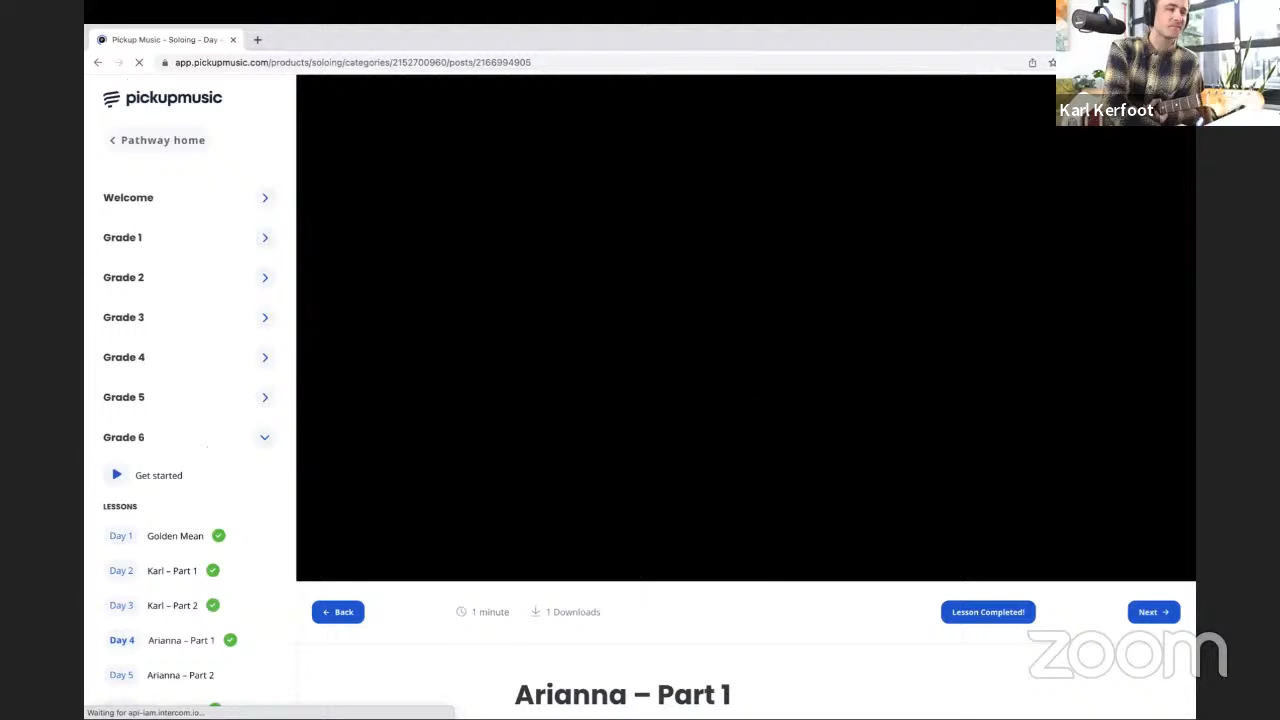 Pickup Music - Soloing - Day -
app.pickupmusic.com/products/soloing/categories/2152700960/posts/2166994905
pickupmusic
Karl Kerfoot
Pathway home
Welcome
Grade 1
Grade 2
Grade 3
Grade 4
Grade 5
Grade 6
Get started
LESSONS
Day 1 Golden Mean
Day 2 Karl – Part 1
Day 3 Karl – Part 2
Day 4 Arianna – Part 1
Day 5 Arianna – Part 2
← Back
1 minute
1 Downloads
Lesson Completed!
Next →
zoom
Arianna – Part 1
Waiting for api-iam.intercom.io...